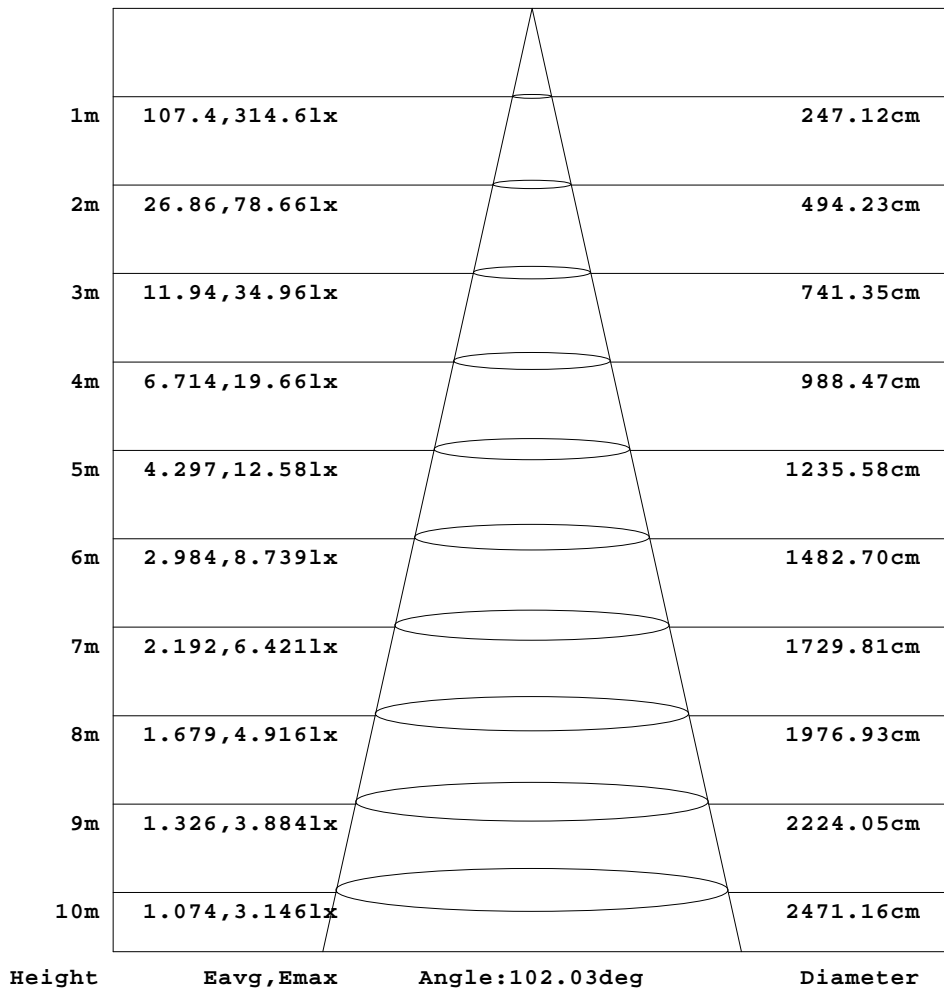 1m 107.4,314.6lx 247.12cm
2m 26.86,78.66lx 494.23cm
3m 11.94,34.96lx 741.35cm
4m 6.714,19.66lx 988.47cm
5m 4.297,12.58lx 1235.58cm
6m 2.984,8.739lx 1482.70cm
7m 2.192,6.421lx 1729.81cm
8m 1.679,4.916lx 1976.93cm
9m 1.326,3.884lx 2224.05cm
10m 1.074,3.146lx 2471.16cm
Height Eavg,Emax Angle:102.03deg Diameter